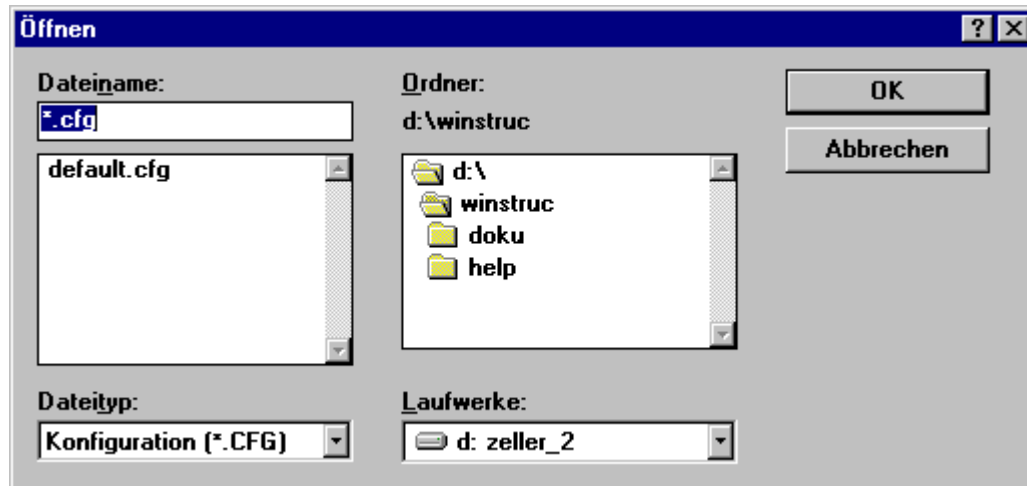 Öffnen
Dateiname:
*.cfg
default.cfg
Dateityp:
Konfiguration (*.CFG)
Ordner:
d:\winstruc
d:\
winstruc
doku
help
Laufwerke:
d: zeller_2
OK
Abbrechen